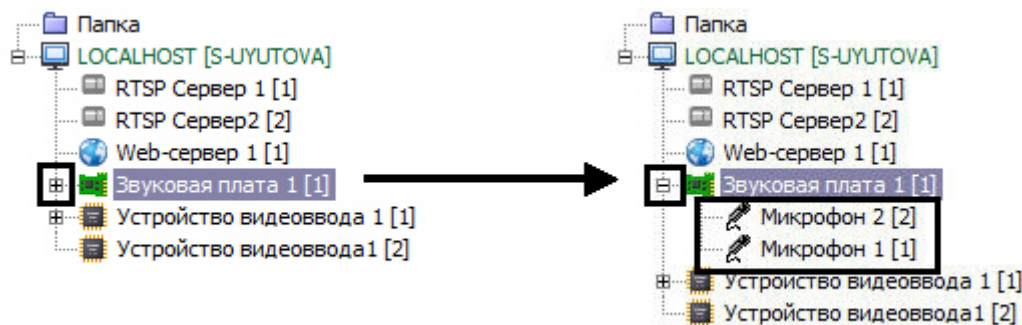 Папка
LOCALHOST [S-UYUTOVA]
RTSP Сервер 1 [1]
RTSP Сервер2 [2]
Web-сервер 1 [1]
Звуковая плата 1 [1]
Устройство видеоввода 1 [1]
Устройство видеоввода1 [2]
Папка
LOCALHOST [S-UYUTOVA]
RTSP Сервер 1 [1]
RTSP Сервер2 [2]
Web-сервер 1 [1]
Звуковая плата 1 [1]
Микрофон 2 [2]
Микрофон 1 [1]
Устройство видеоввода 1 [1]
Устройство видеоввода1 [2]